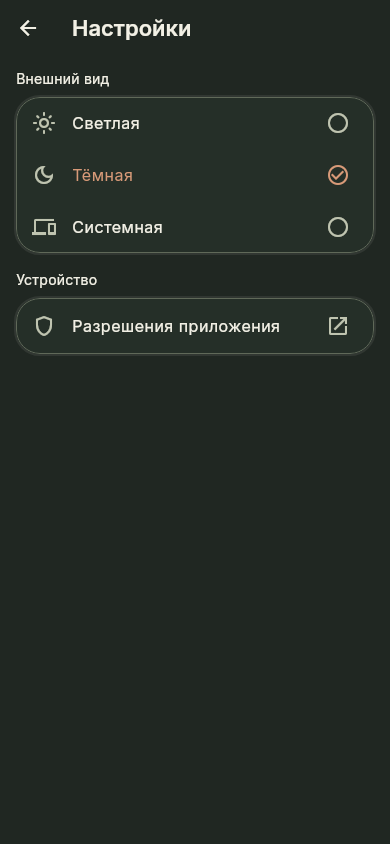 Настройки
Внешний вид
Светлая
Тёмная
Системная
Устройство
Разрешения приложения